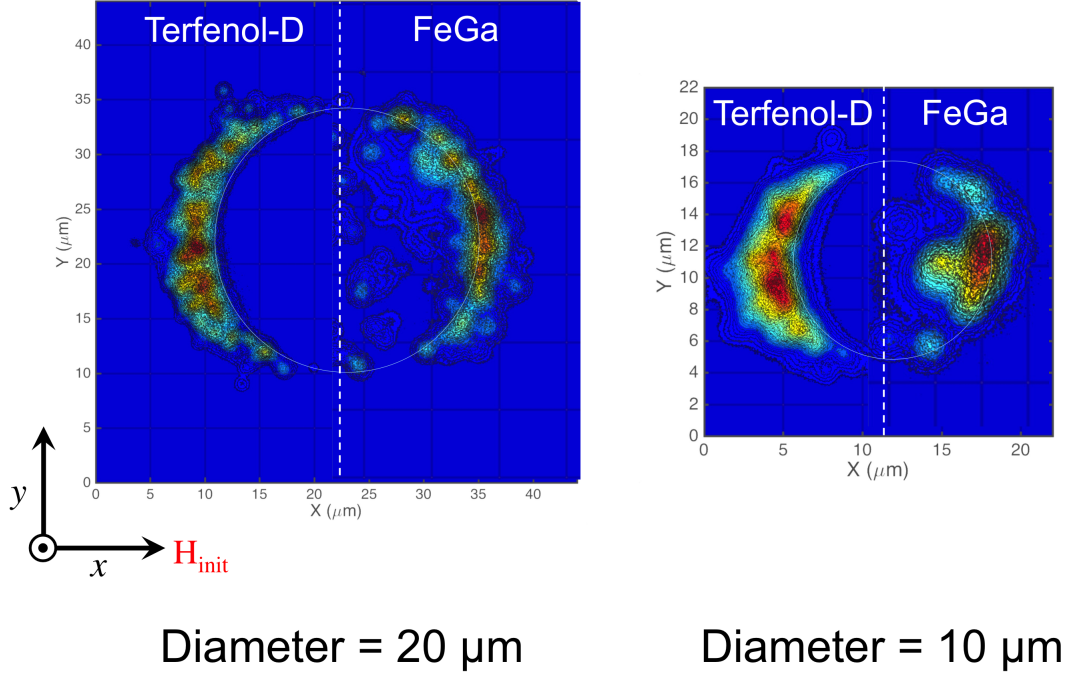 Terfenol-D FeGa
40
35
30
25
20
15
10
5
0
Y (μm)
0 5 10 15 20 25 30 35 40
X (μm)
Terfenol-D FeGa
22
20
18
16
14
12
10
8
6
4
2
0
Y (μm)
0 5 10 15 20
X (μm)
y
x
H_init
Diameter = 20 μm
Diameter = 10 μm